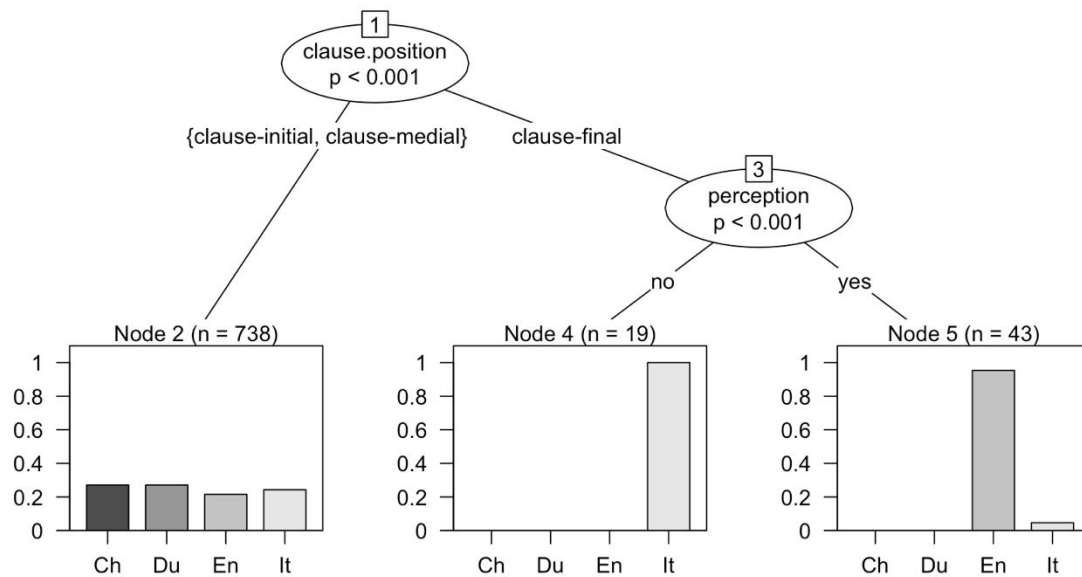 1
clause.position
p < 0.001
{clause-initial, clause-medial}
clause-final
3
perception
p < 0.001
no
yes
Node 2 (n = 738)
1
0.8
0.6
0.4
0.2
0
Ch Du En It
Node 4 (n = 19)
1
0.8
0.6
0.4
0.2
0
Ch Du En It
Node 5 (n = 43)
1
0.8
0.6
0.4
0.2
0
Ch Du En It